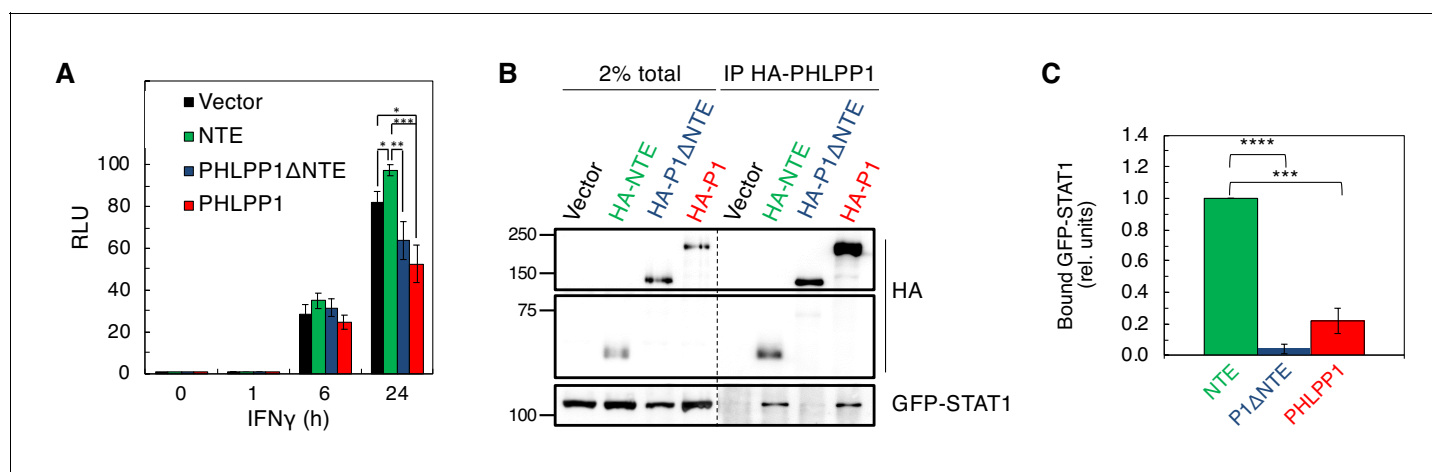 A
Vector
NTE
PHLPP1ΔNTE
PHLPP1
*
***
* **
RLU
100
80
60
40
20
0
0 1 6 24
IFNγ (h)
B
2% total IP HA-PHLPP1
Vector HA-NTE HA-P1ΔNTE HA-P1 Vector HA-NTE HA-P1ΔNTE HA-P1
250
150
75
HA
100
GFP-STAT1
C
Bound GFP-STAT1
(rel. units)
1.4
1.2
1.0
0.8
0.6
0.4
0.2
0.0
****
***
NTE P1ΔNTE PHLPP1